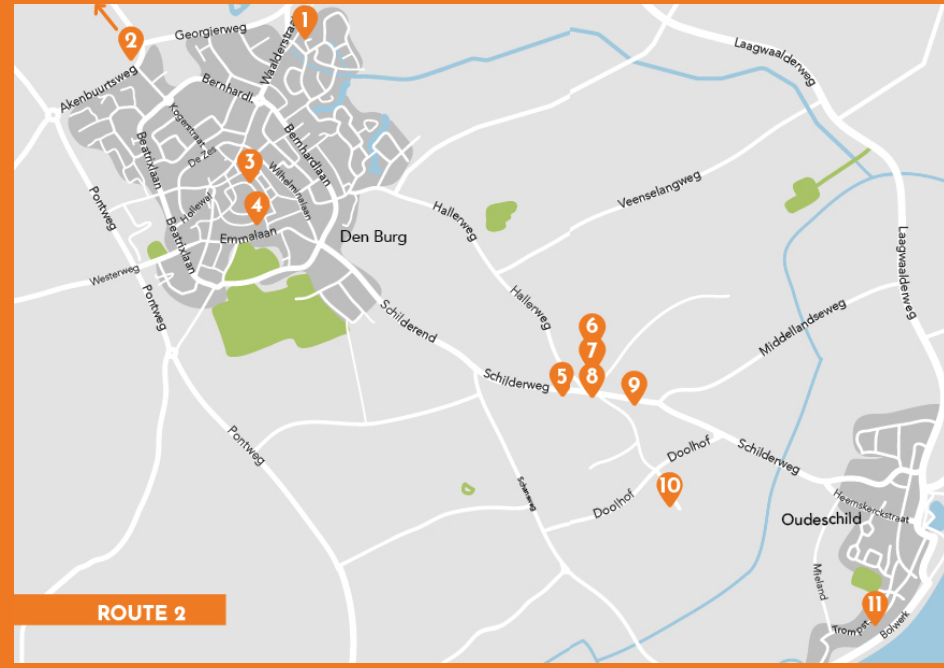 1
2
Georgierweg
Waalderstraat
Laagwaalderweg
Akenbuurtsweg
Bernhardl.
Kogerstraat
Beatrixlaan
De Zes
Bernhardlaan
3
Wilhelminalaan
Pontweg
Hollewal
4
Veenselangweg
Hallerweg
Emmalaan
Den Burg
Beatrixlaan
Laagwaalderweg
Westerweg
Pontweg
Hallerweg
Schilderend
6
7
Middellandseweg
5
8
9
Schilderweg
Pontweg
Doolhof
Schilderweg
10
Doolhof
Heemskerckstraat
Oudeschild
Mieland
11
Trompstr.
Bolwerk
ROUTE 2